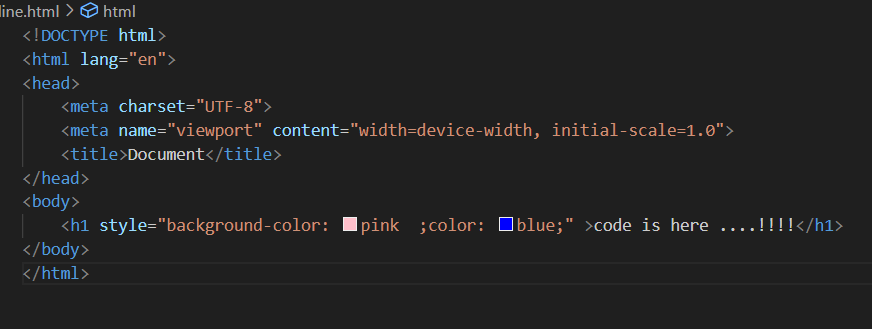 line.html > html
<!DOCTYPE html>
<html lang="en">
<head>
    <meta charset="UTF-8">
    <meta name="viewport" content="width=device-width, initial-scale=1.0">
    <title>Document</title>
</head>
<body>
    <h1 style="background-color: pink  ;color: blue;" >code is here ....!!!!</h1>
</body>
</html>